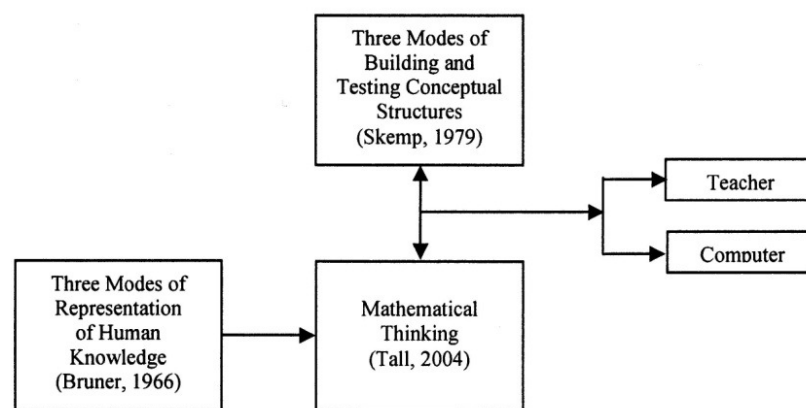 Three Modes of
Building and
Testing Conceptual
Structures
(Skemp, 1979)
Teacher
Computer
Three Modes of
Representation
of Human
Knowledge
(Bruner, 1966)
Mathematical
Thinking
(Tall, 2004)